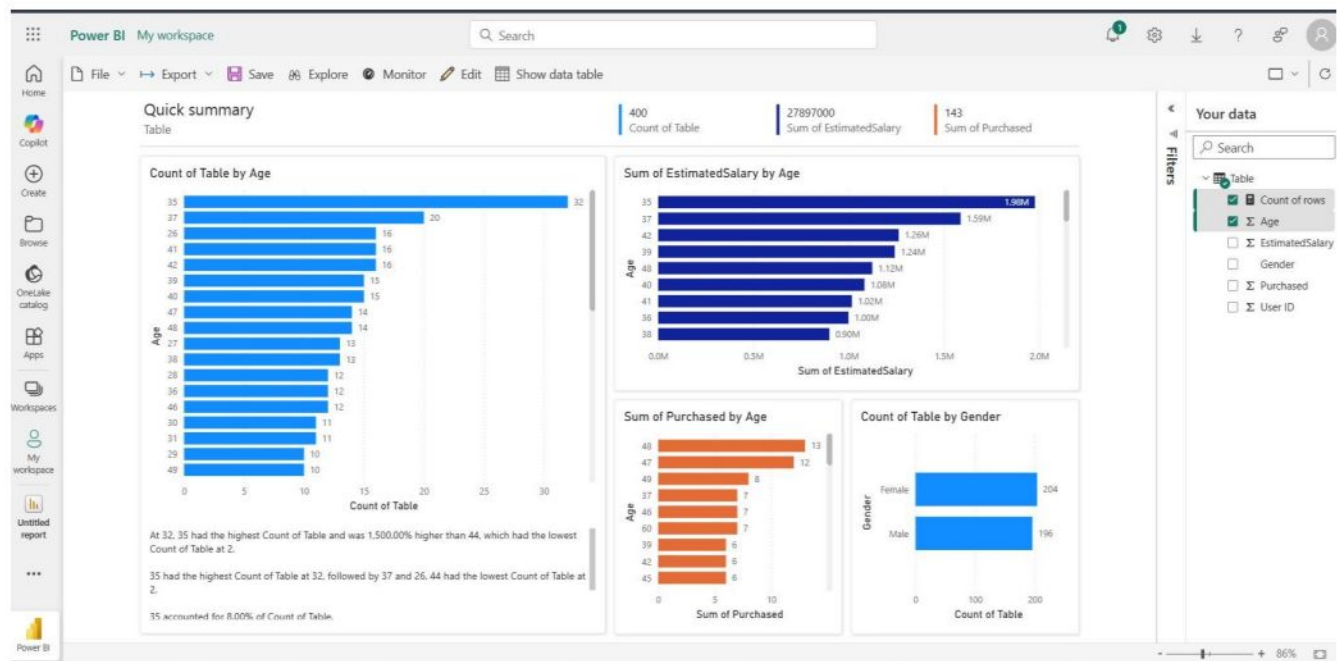 Power BI My workspace
Search
1
File Export Save Explore Monitor Edit Show data table
Home
Copilot
Create
Browse
OneLake
catalog
Apps
Workspaces
My
workspace
Untitled
report
Power BI
Quick summary
Table
400
Count of Table
27897000
Sum of EstimatedSalary
143
Sum of Purchased
Count of Table by Age
Age
35 32
37 20
26 16
41 16
42 16
39 15
40 15
47 14
48 14
27 13
38 13
28 12
36 12
46 12
30 11
31 11
29 10
49 10
0 5 10 15 20 25 30
Count of Table
At 32, 35 had the highest Count of Table and was 1,500.00% higher than 44, which had the lowest
Count of Table at 2.
35 had the highest Count of Table at 32, followed by 37 and 26. 44 had the lowest Count of Table at
2.
35 accounted for 8.00% of Count of Table.
Sum of EstimatedSalary by Age
Age
35 1.98M
37 1.59M
42 1.26M
39 1.24M
48 1.12M
40 1.08M
41 1.02M
36 1.00M
38 0.90M
0.0M 0.5M 1.0M 1.5M 2.0M
Sum of EstimatedSalary
Sum of Purchased by Age
Age
48 13
47 12
49 8
37 7
46 7
60 7
39 6
42 6
45 6
0 5 10
Sum of Purchased
Count of Table by Gender
Gender
Female 204
Male 196
0 100 200
Count of Table
Filters
Your data
Search
Table
Count of rows
Σ Age
Σ EstimatedSalary
Gender
Σ Purchased
Σ User ID
- + 86%